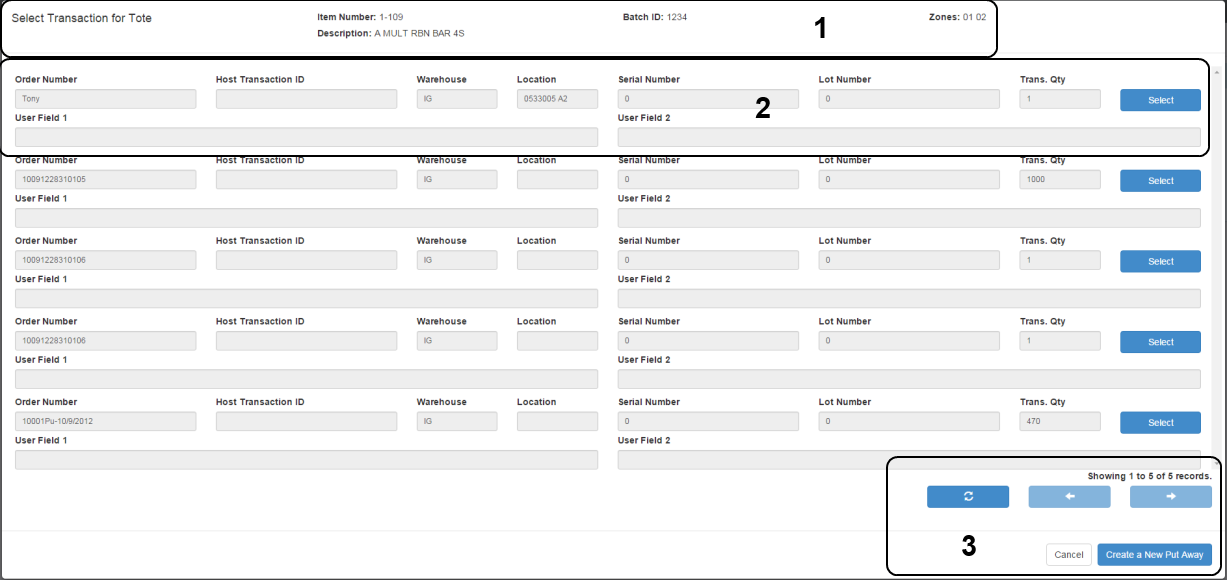 Select Transaction for Tote Item Number: 1-109 Batch ID: 1234 Zones: 01 02
Description: A MULT RBN BAR 4S
1
Order Number Host Transaction ID Warehouse Location Serial Number Lot Number Trans. Qty
Tony IG 0533005 A2 0 0 1 Select
2
User Field 1 User Field 2
Order Number Host Transaction ID Warehouse Location Serial Number Lot Number Trans. Qty
10091228310105 IG 0 0 1000 Select
User Field 1 User Field 2
Order Number Host Transaction ID Warehouse Location Serial Number Lot Number Trans. Qty
10091228310106 IG 0 0 1 Select
User Field 1 User Field 2
Order Number Host Transaction ID Warehouse Location Serial Number Lot Number Trans. Qty
10091228310106 IG 0 0 1 Select
User Field 1 User Field 2
Order Number Host Transaction ID Warehouse Location Serial Number Lot Number Trans. Qty
10001Pu-10/9/2012 IG 0 0 470 Select
User Field 1 User Field 2
Showing 1 to 5 of 5 records.
3
Cancel Create a New Put Away